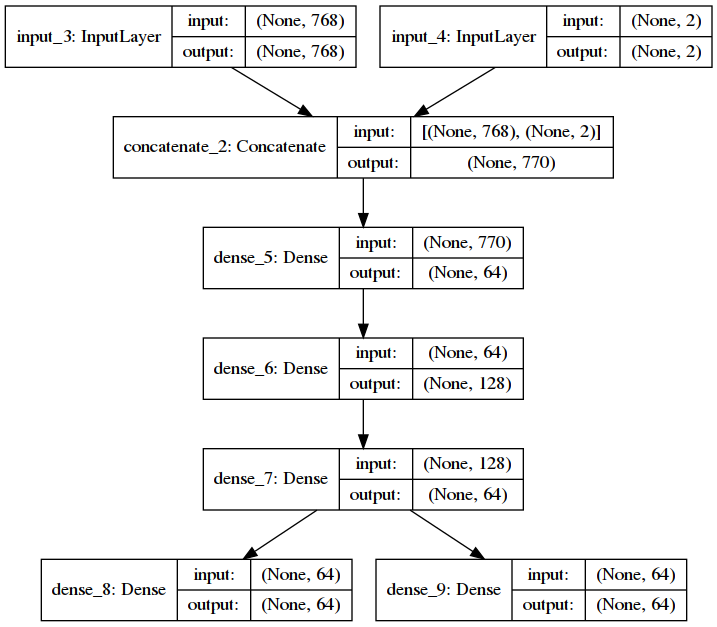 input_3: InputLayer
input: (None, 768)
output: (None, 768)
input_4: InputLayer
input: (None, 2)
output: (None, 2)
concatenate_2: Concatenate
input: [(None, 768), (None, 2)]
output: (None, 770)
dense_5: Dense
input: (None, 770)
output: (None, 64)
dense_6: Dense
input: (None, 64)
output: (None, 128)
dense_7: Dense
input: (None, 128)
output: (None, 64)
dense_8: Dense
input: (None, 64)
output: (None, 64)
dense_9: Dense
input: (None, 64)
output: (None, 64)